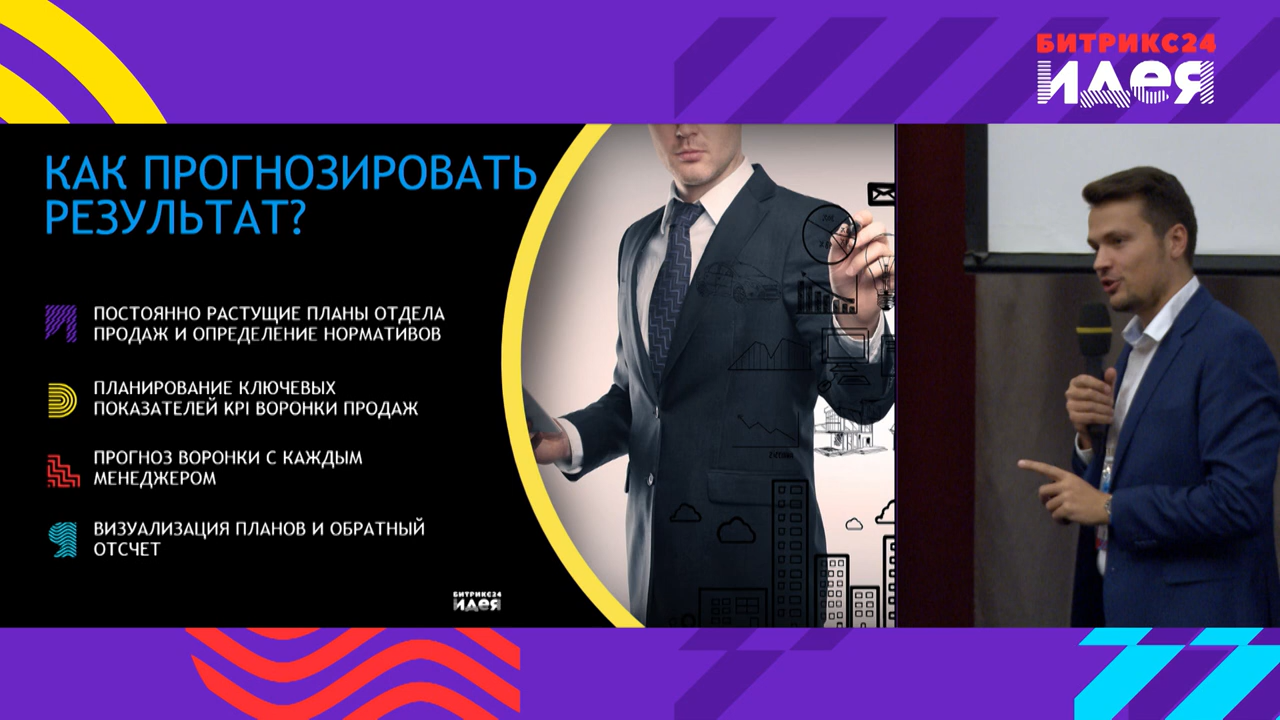 БИТРИКС24
идея
КАК ПРОГНОЗИРОВАТЬ
РЕЗУЛЬТАТ?
ПОСТОЯННО РАСТУЩИЕ ПЛАНЫ ОТДЕЛА
ПРОДАЖ И ОПРЕДЕЛЕНИЕ НОРМАТИВОВ
ПЛАНИРОВАНИЕ КЛЮЧЕВЫХ
ПОКАЗАТЕЛЕЙ KPI ВОРОНКИ ПРОДАЖ
ПРОГНОЗ ВОРОНКИ С КАЖДЫМ
МЕНЕДЖЕРОМ
ВИЗУАЛИЗАЦИЯ ПЛАНОВ И ОБРАТНЫЙ
ОТСЧЕТ
БИТРИКС24
идея